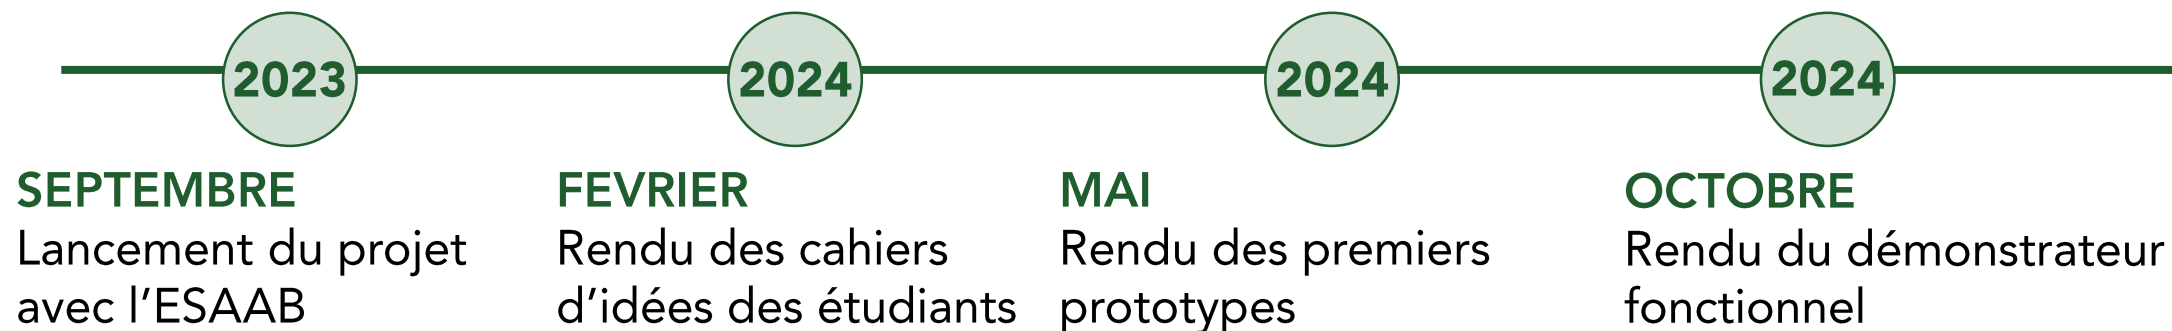 2023
2024
2024
2024
SEPTEMBRE
Lancement du projet
avec l’ESAAB
FEVRIER
Rendu des cahiers
d’idées des étudiants
MAI
Rendu des premiers
prototypes
OCTOBRE
Rendu du démonstrateur
fonctionnel